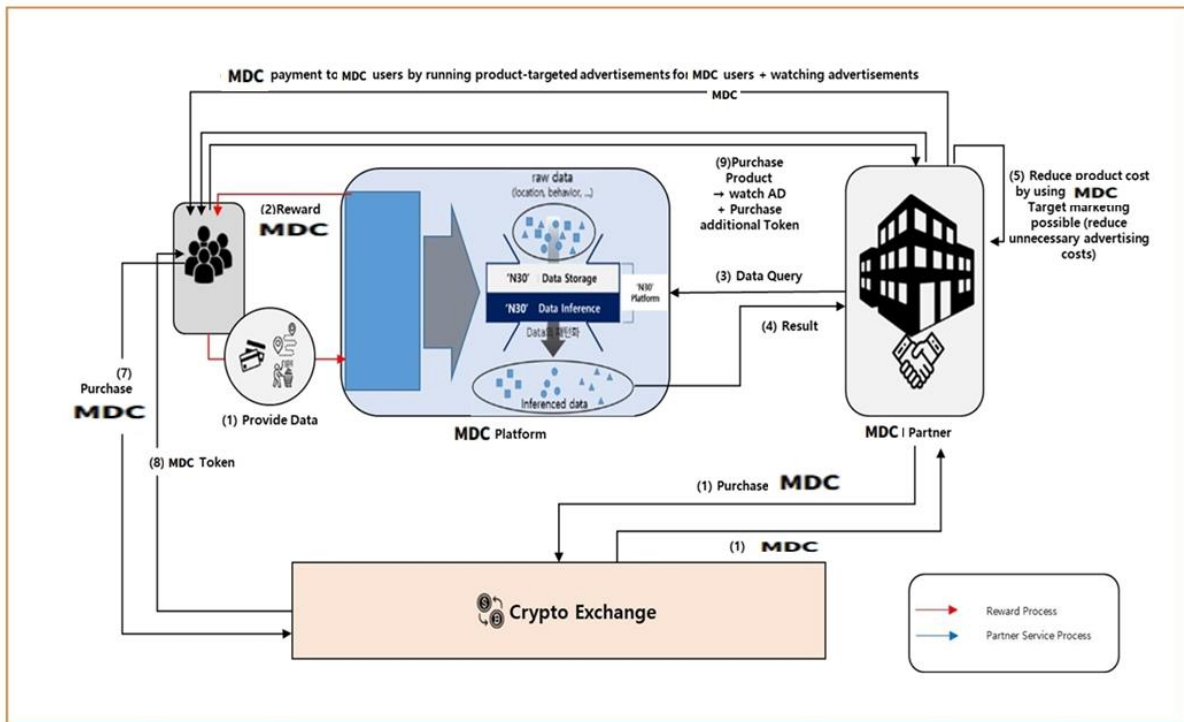 MDC payment to MDC users by running product-targeted advertisements for MDC users + watching advertisements
MDC
(2)Reward
MDC
raw data
(location, behavior, ...)
'N30' Data Storage
'N30' Data Inference
'N30'
Platform
Inferenced data
MDC Platform
(9)Purchase
Product
→ watch AD
+ Purchase
additional Token
(3) Data Query
(4) Result
(5) Reduce product cost
by using MDC
Target marketing
possible (reduce
unnecessary advertising
costs)
MDC l Partner
(1) Provide Data
(7)
Purchase
MDC
(8) MDC Token
(1) Purchase MDC
(1) MDC
Crypto Exchange
Reward Process
Partner Service Process